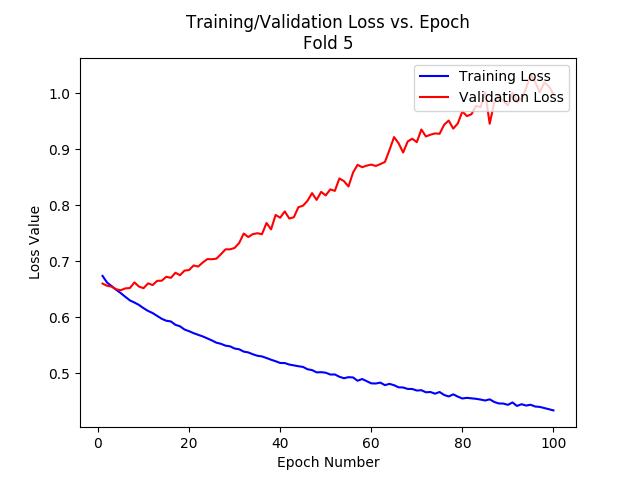 Training/Validation Loss vs. Epoch
Fold 5
Training Loss
Validation Loss
1.0
0.9
0.8
0.7
0.6
0.5
Loss Value
0
20
40
60
80
100
Epoch Number